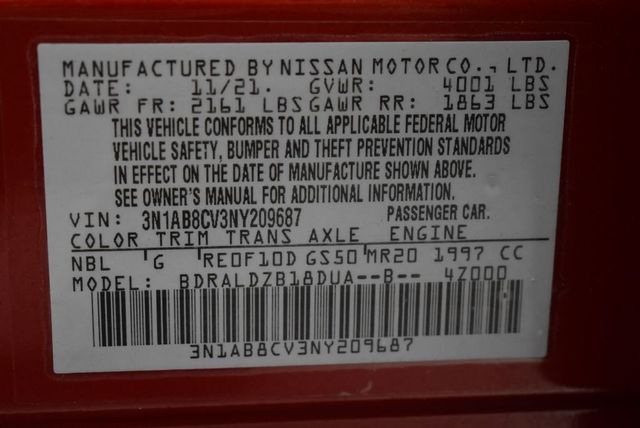 MANUFACTURED BY NISSAN MOTOR CO., LTD.
DATE: 11/21. GVWR: 4001 LBS
GAWR FR: 2161 LBS GAWR RR: 1863 LBS
THIS VEHICLE CONFORMS TO ALL APPLICABLE FEDERAL MOTOR
VEHICLE SAFETY, BUMPER AND THEFT PREVENTION STANDARDS
IN EFFECT ON THE DATE OF MANUFACTURE SHOWN ABOVE.
SEE OWNER'S MANUAL FOR ADDITIONAL INFORMATION.
VIN: 3N1AB8CV3NY209687 PASSENGER CAR.
COLOR TRIM TRANS AXLE ENGINE
NBL G RE0F10D GS50 MR20 1997 CC
MODEL: BDRALDZB18DUA--B-- 4Z000
3N1AB8CV3NY209687